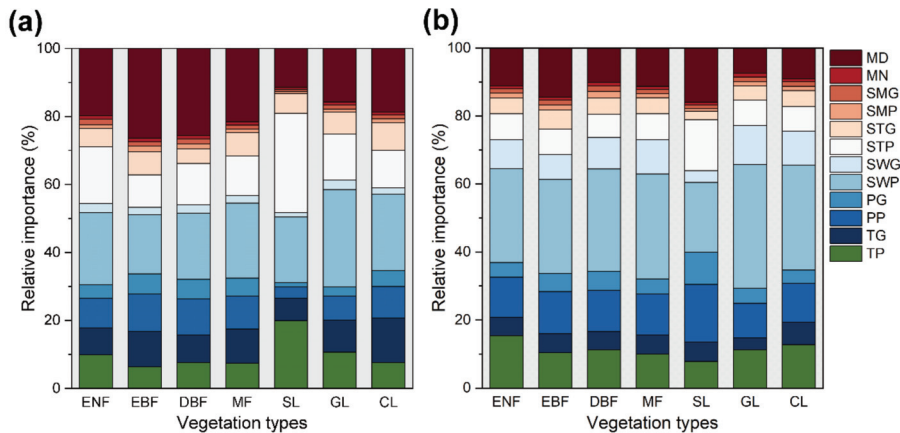 (a)
Relative importance (%)
100
80
60
40
20
0
ENF EBF DBF MF SL GL CL
Vegetation types
(b)
Relative importance (%)
100
80
60
40
20
0
ENF EBF DBF MF SL GL CL
Vegetation types
MD
MN
SMG
SMP
STG
STP
SWG
SWP
PG
PP
TG
TP